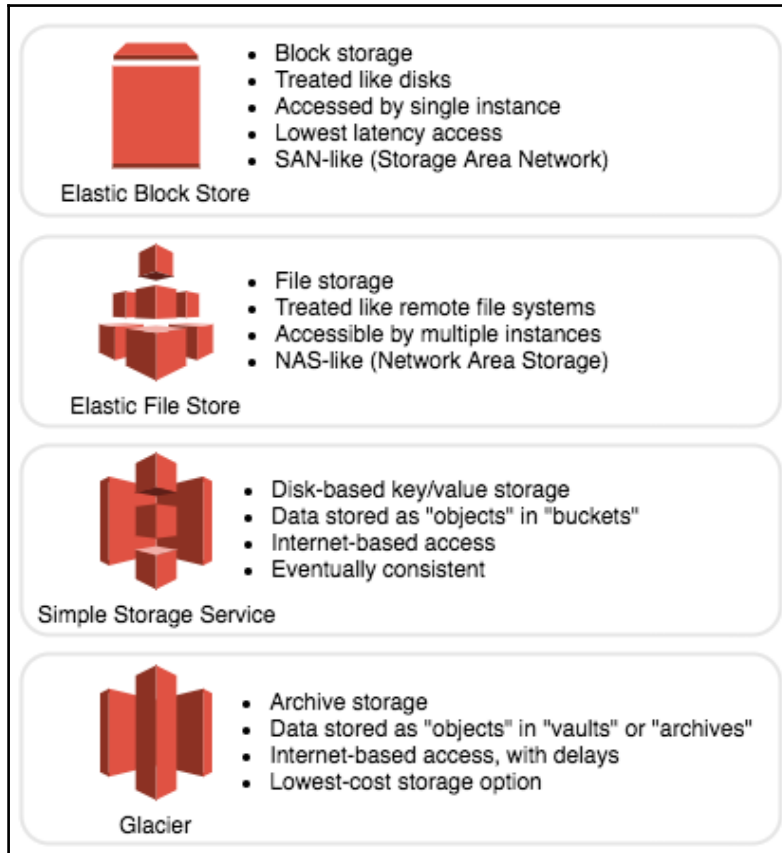 • Block storage
• Treated like disks
• Accessed by single instance
• Lowest latency access
• SAN-like (Storage Area Network)
Elastic Block Store
• File storage
• Treated like remote file systems
• Accessible by multiple instances
• NAS-like (Network Area Storage)
Elastic File Store
• Disk-based key/value storage
• Data stored as "objects" in "buckets"
• Internet-based access
• Eventually consistent
Simple Storage Service
• Archive storage
• Data stored as "objects" in "vaults" or "archives"
• Internet-based access, with delays
• Lowest-cost storage option
Glacier